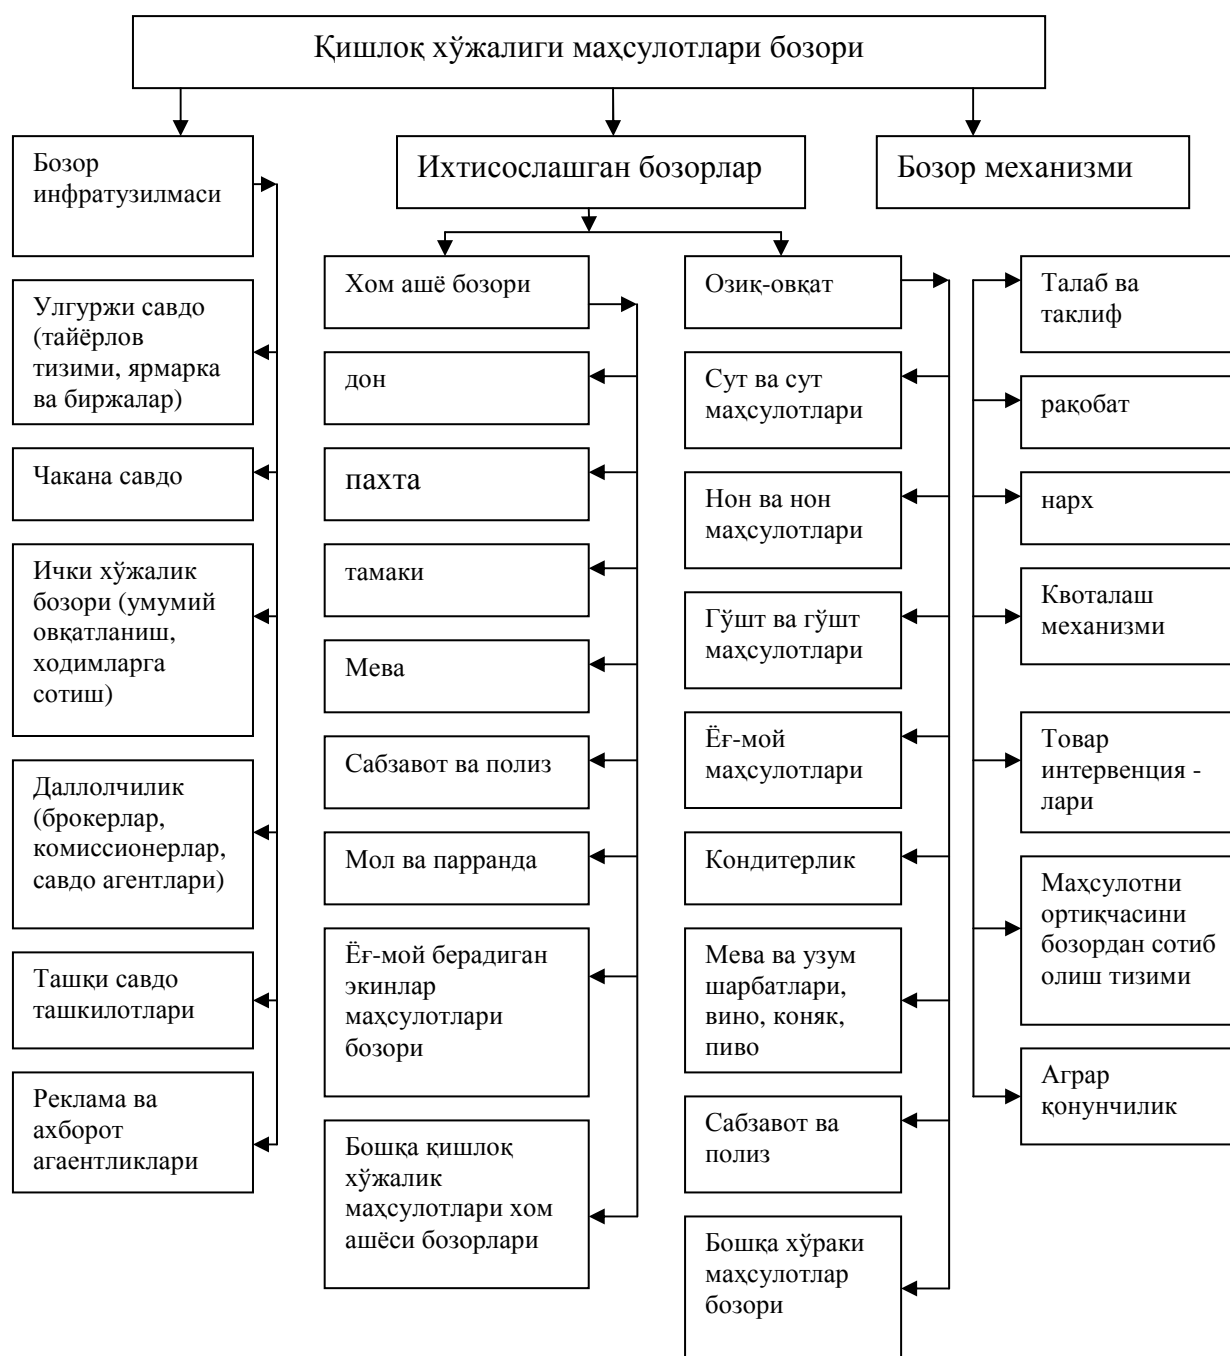 Қишлоқ хўжалиги маҳсулотлари бозори
Бозор
инфратузилмаси
Ихтисослашган бозорлар
Бозор механизми
Улгуржи савдо
(тайёрлов
тизими, ярмарка
ва биржалар)
Чакана савдо
Ички хўжалик
бозори (умумий
овқатланиш,
ходимларга
сотиш)
Даллолчилик
(брокерлар,
комиссионерлар,
савдо агентлари)
Ташқи савдо
ташкилотлари
Реклама ва
ахборот
агаентликлари
Хом ашё бозори
дон
пахта
тамаки
Мева
Сабзавот ва полиз
Мол ва парранда
Ёғ-мой берадиган
экинлар
маҳсулотлари
бозори
Бошқа қишлоқ
хўжалик
маҳсулотлари хом
ашёси бозорлари
Озиқ-овқат
Сут ва сут
маҳсулотлари
Нон ва нон
маҳсулотлари
Гўшт ва гўшт
маҳсулотлари
Ёғ-мой
маҳсулотлари
Кондитерлик
Мева ва узум
шарбатлари,
вино, коняк,
пиво
Сабзавот ва
полиз
Бошқа хўраки
маҳсулотлар
бозори
Талаб ва
таклиф
рақобат
нарх
Квоталаш
механизми
Товар
интервенция -
лари
Маҳсулотни
ортиқчасини
бозордан сотиб
олиш тизими
Аграр
қонунчилик